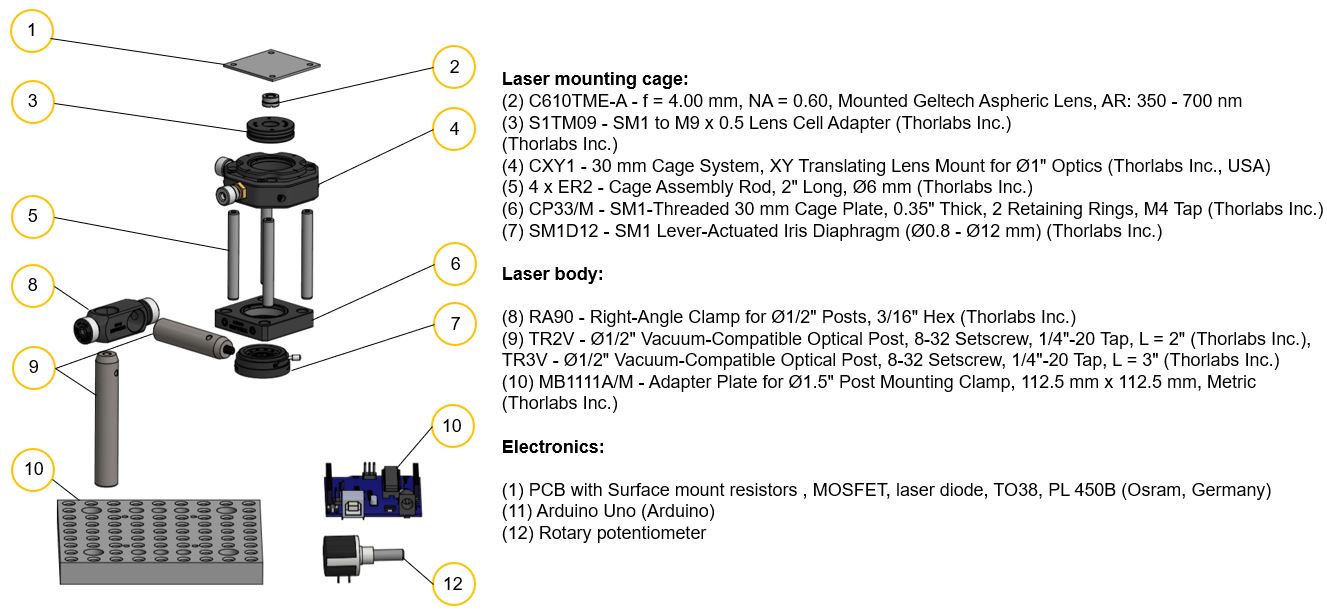 1
2
3
4
5
6
7
8
9
10
10
12
Laser mounting cage:
(2) C610TME-A - f = 4.00 mm, NA = 0.60, Mounted Geltech Aspheric Lens, AR: 350 - 700 nm
(3) S1TM09 - SM1 to M9 x 0.5 Lens Cell Adapter (Thorlabs Inc.)
(Thorlabs Inc.)
(4) CXY1 - 30 mm Cage System, XY Translating Lens Mount for Ø1" Optics (Thorlabs Inc., USA)
(5) 4 x ER2 - Cage Assembly Rod, 2" Long, Ø6 mm (Thorlabs Inc.)
(6) CP33/M - SM1-Threaded 30 mm Cage Plate, 0.35" Thick, 2 Retaining Rings, M4 Tap (Thorlabs Inc.)
(7) SM1D12 - SM1 Lever-Actuated Iris Diaphragm (Ø0.8 - Ø12 mm) (Thorlabs Inc.)
Laser body:
(8) RA90 - Right-Angle Clamp for Ø1/2" Posts, 3/16" Hex (Thorlabs Inc.)
(9) TR2V - Ø1/2" Vacuum-Compatible Optical Post, 8-32 Setscrew, 1/4"-20 Tap, L = 2" (Thorlabs Inc.),
TR3V - Ø1/2" Vacuum-Compatible Optical Post, 8-32 Setscrew, 1/4"-20 Tap, L = 3" (Thorlabs Inc.)
(10) MB1111A/M - Adapter Plate for Ø1.5" Post Mounting Clamp, 112.5 mm x 112.5 mm, Metric
(Thorlabs Inc.)
Electronics:
(1) PCB with Surface mount resistors , MOSFET, laser diode, TO38, PL 450B (Osram, Germany)
(11) Arduino Uno (Arduino)
(12) Rotary potentiometer